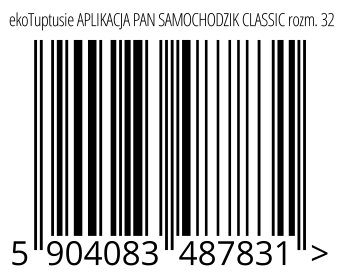 ekoTuptusie APLIKACJA PAN SAMOCHODZIK CLASSIC rozm. 32
5 904083 487831 >